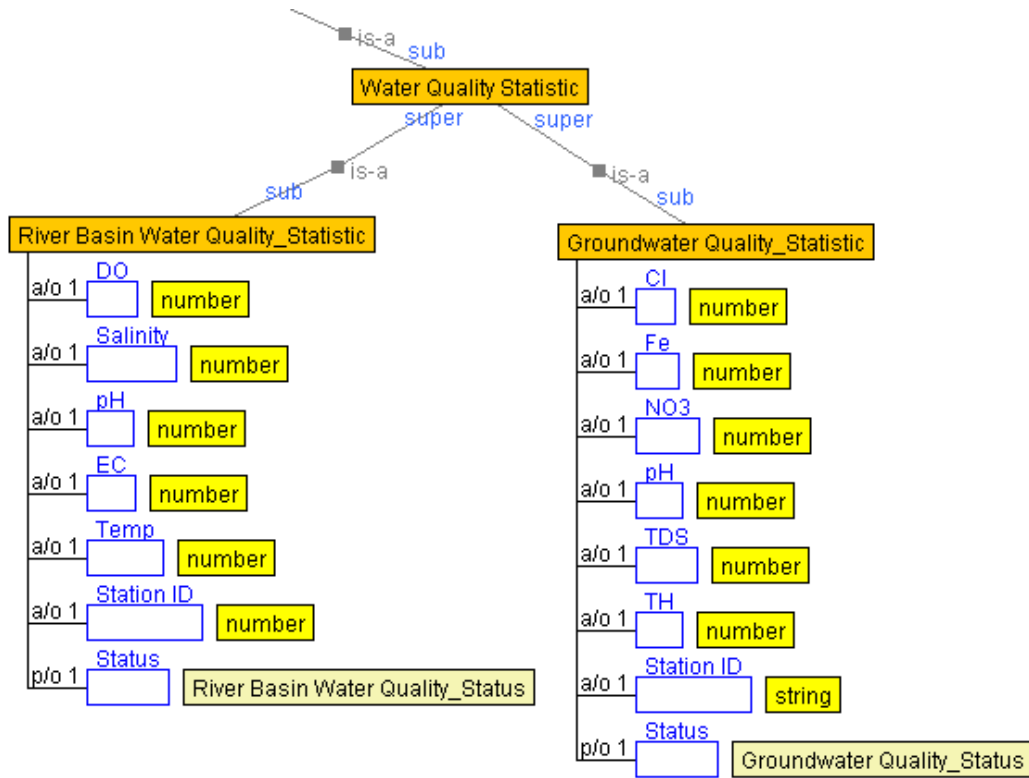 is-a
sub
Water Quality Statistic
super
super
is-a
is-a
sub
sub
River Basin Water Quality_Statistic
DO
a/o 1 number
Salinity
a/o 1 number
pH
a/o 1 number
EC
a/o 1 number
Temp
a/o 1 number
Station ID
a/o 1 number
Status
p/o 1 River Basin Water Quality_Status
Groundwater Quality_Statistic
Cl
a/o 1 number
Fe
a/o 1 number
NO3
a/o 1 number
pH
a/o 1 number
TDS
a/o 1 number
TH
a/o 1 number
Station ID
a/o 1 string
Status
p/o 1 Groundwater Quality_Status